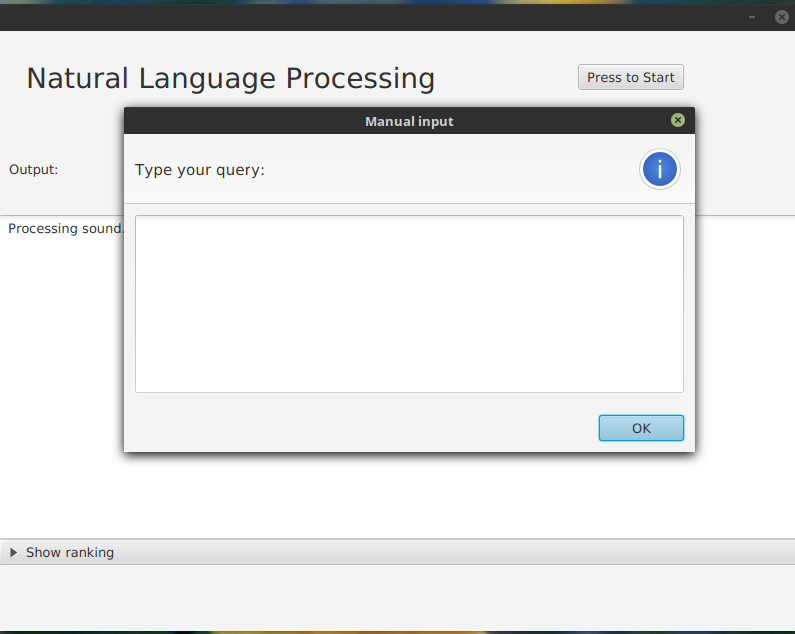 Natural Language Processing
Press to Start
Manual input
Output:
Type your query:
i
Processing sound.
OK
Show ranking